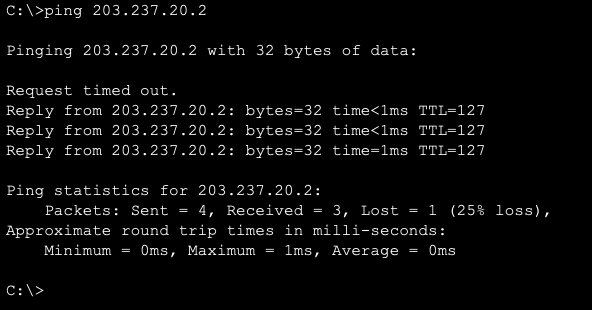 C:\>ping 203.237.20.2
Pinging 203.237.20.2 with 32 bytes of data:
Request timed out.
Reply from 203.237.20.2: bytes=32 time<1ms TTL=127
Reply from 203.237.20.2: bytes=32 time<1ms TTL=127
Reply from 203.237.20.2: bytes=32 time=1ms TTL=127
Ping statistics for 203.237.20.2:
    Packets: Sent = 4, Received = 3, Lost = 1 (25% loss),
Approximate round trip times in milli-seconds:
    Minimum = 0ms, Maximum = 1ms, Average = 0ms
C:\>